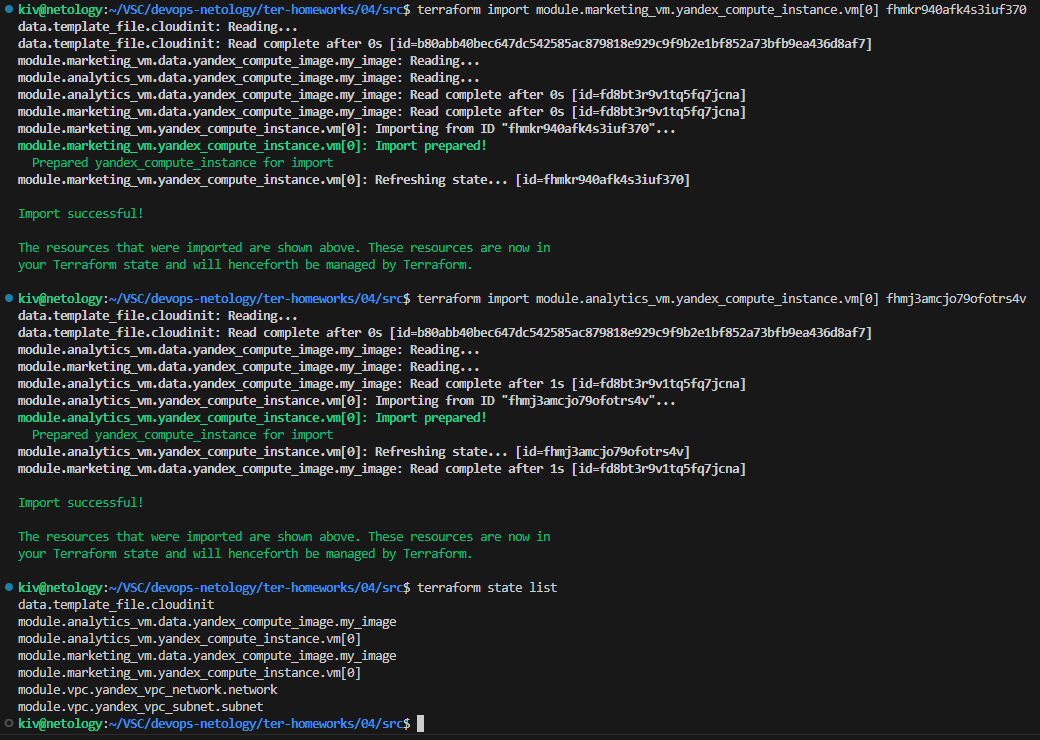 kiv@netology:~/VSC/devops-netology/ter-homeworks/04/src$ terraform import module.marketing_vm.yandex_compute_instance.vm[0] fhmkr940afk4s3iuf370
data.template_file.cloudinit: Reading...
data.template_file.cloudinit: Read complete after 0s [id=b80abb40bec647dc542585ac879818e929c9f9b2e1bf852a73bfb9ea436d8af7]
module.marketing_vm.data.yandex_compute_image.my_image: Reading...
module.analytics_vm.data.yandex_compute_image.my_image: Reading...
module.analytics_vm.data.yandex_compute_image.my_image: Read complete after 0s [id=fd8bt3r9v1tq5fq7jcna]
module.marketing_vm.data.yandex_compute_image.my_image: Read complete after 0s [id=fd8bt3r9v1tq5fq7jcna]
module.marketing_vm.yandex_compute_instance.vm[0]: Importing from ID "fhmkr940afk4s3iuf370"...
module.marketing_vm.yandex_compute_instance.vm[0]: Import prepared!
  Prepared yandex_compute_instance for import
module.marketing_vm.yandex_compute_instance.vm[0]: Refreshing state... [id=fhmkr940afk4s3iuf370]
Import successful!
The resources that were imported are shown above. These resources are now in
your Terraform state and will henceforth be managed by Terraform.
kiv@netology:~/VSC/devops-netology/ter-homeworks/04/src$ terraform import module.analytics_vm.yandex_compute_instance.vm[0] fhmj3amcjo79ofotrs4v
data.template_file.cloudinit: Reading...
data.template_file.cloudinit: Read complete after 0s [id=b80abb40bec647dc542585ac879818e929c9f9b2e1bf852a73bfb9ea436d8af7]
module.analytics_vm.data.yandex_compute_image.my_image: Reading...
module.marketing_vm.data.yandex_compute_image.my_image: Reading...
module.analytics_vm.data.yandex_compute_image.my_image: Read complete after 1s [id=fd8bt3r9v1tq5fq7jcna]
module.analytics_vm.yandex_compute_instance.vm[0]: Importing from ID "fhmj3amcjo79ofotrs4v"...
module.analytics_vm.yandex_compute_instance.vm[0]: Import prepared!
  Prepared yandex_compute_instance for import
module.analytics_vm.yandex_compute_instance.vm[0]: Refreshing state... [id=fhmj3amcjo79ofotrs4v]
module.marketing_vm.data.yandex_compute_image.my_image: Read complete after 1s [id=fd8bt3r9v1tq5fq7jcna]
Import successful!
The resources that were imported are shown above. These resources are now in
your Terraform state and will henceforth be managed by Terraform.
kiv@netology:~/VSC/devops-netology/ter-homeworks/04/src$ terraform state list
data.template_file.cloudinit
module.analytics_vm.data.yandex_compute_image.my_image
module.analytics_vm.yandex_compute_instance.vm[0]
module.marketing_vm.data.yandex_compute_image.my_image
module.marketing_vm.yandex_compute_instance.vm[0]
module.vpc.yandex_vpc_network.network
module.vpc.yandex_vpc_subnet.subnet
kiv@netology:~/VSC/devops-netology/ter-homeworks/04/src$